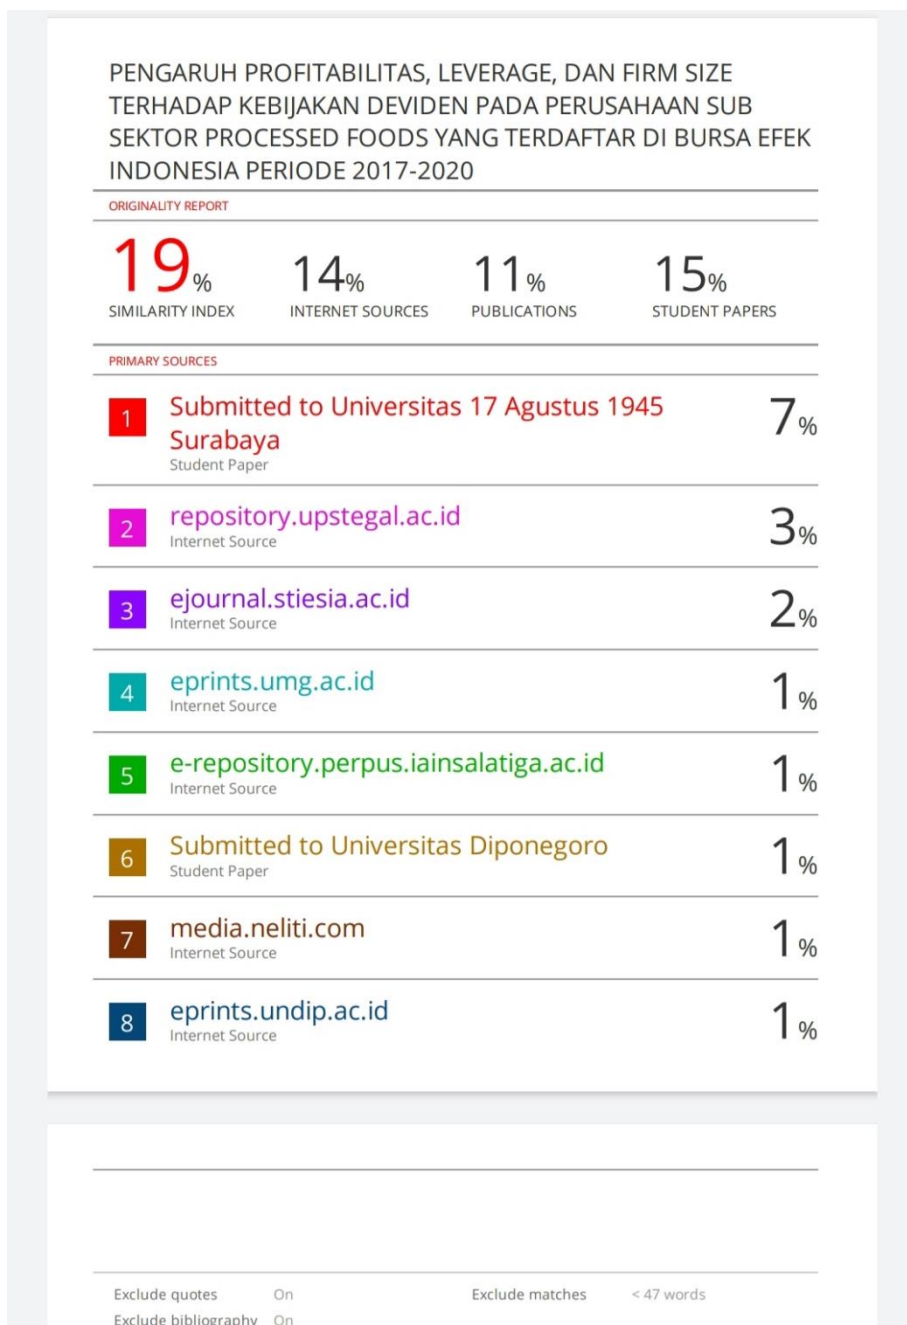 PENGARUH PROFITABILITAS, LEVERAGE, DAN FIRM SIZE
TERHADAP KEBIJAKAN DEVIDEN PADA PERUSAHAAN SUB
SEKTOR PROCESSED FOODS YANG TERDAFTAR DI BURSA EFEK
INDONESIA PERIODE 2017-2020
ORIGINALITY REPORT
19% 14% 11% 15%
SIMILARITY INDEX INTERNET SOURCES PUBLICATIONS STUDENT PAPERS
PRIMARY SOURCES
1 Submitted to Universitas 17 Agustus 1945 7%
Surabaya
Student Paper
2 repository.upstegal.ac.id 3%
Internet Source
3 ejournal.stiesia.ac.id 2%
Internet Source
4 eprints.umg.ac.id 1%
Internet Source
5 e-repository.perpus.iainsalatiga.ac.id 1%
Internet Source
6 Submitted to Universitas Diponegoro 1%
Student Paper
7 media.neliti.com 1%
Internet Source
8 eprints.undip.ac.id 1%
Internet Source
Exclude quotes On Exclude matches < 47 words
Exclude bibliography On